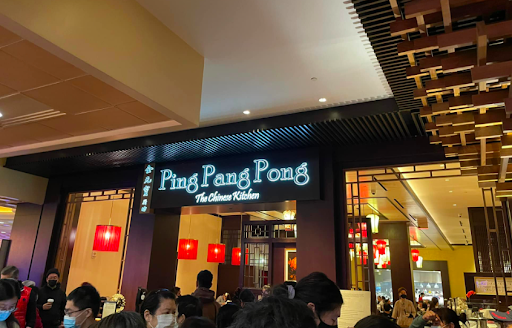 Ping Pang Pong
The Chinese Kitchen